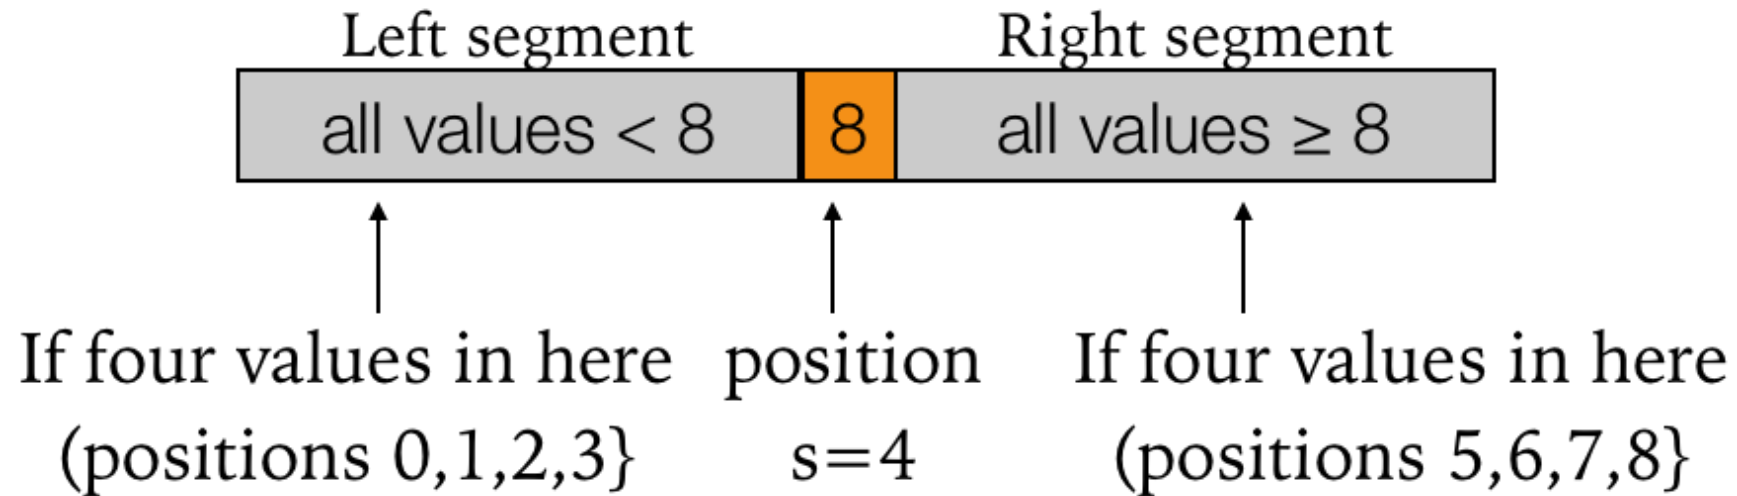 Left segment Right segment
all values < 8 8 all values ≥ 8
If four values in here position If four values in here
(positions 0,1,2,3} s=4 (positions 5,6,7,8}